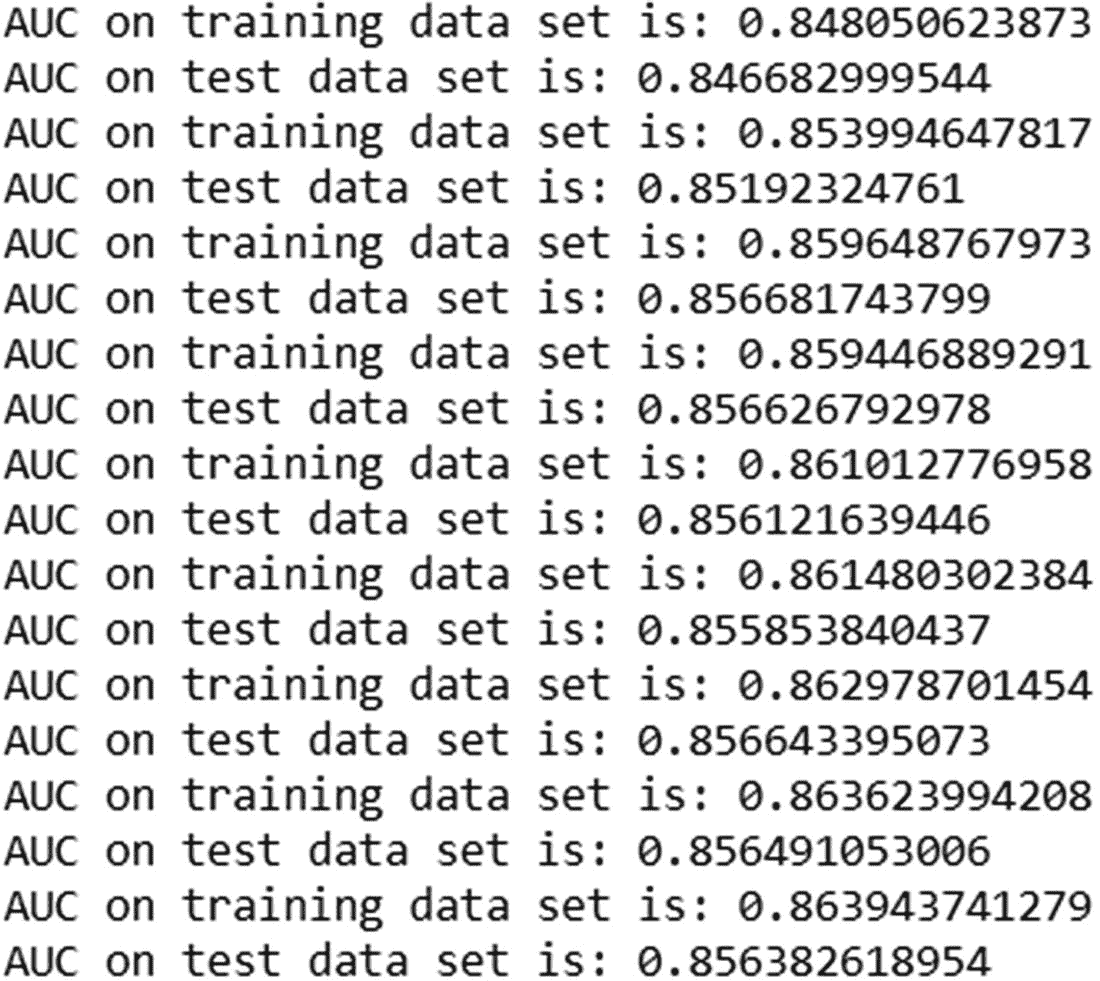 AUC on training data set is: 0.848050623873
AUC on test data set is: 0.846682999544
AUC on training data set is: 0.853994647817
AUC on test data set is: 0.85192324761
AUC on training data set is: 0.859648767973
AUC on test data set is: 0.856681743799
AUC on training data set is: 0.859446889291
AUC on test data set is: 0.856626792978
AUC on training data set is: 0.861012776958
AUC on test data set is: 0.856121639446
AUC on training data set is: 0.861480302384
AUC on test data set is: 0.855853840437
AUC on training data set is: 0.862978701454
AUC on test data set is: 0.856643395073
AUC on training data set is: 0.863623994208
AUC on test data set is: 0.856491053006
AUC on training data set is: 0.863943741279
AUC on test data set is: 0.856382618954